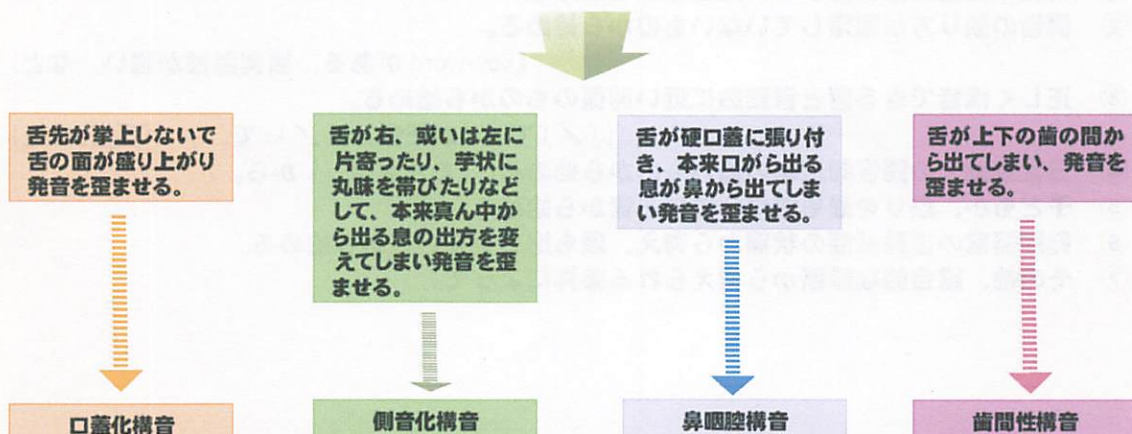 舌先が挙上しないで
舌の面が盛り上がり
発音を歪ませる。
舌が右、或いは左に
片寄ったり、芋状に
丸味を帯びたりなど
して、本来真ん中か
ら出る息の出方を変
えてしまい発音を歪
ませる。
舌が硬口蓋に張り付
き、本来口がら出る
息が鼻から出てしま
い発音を歪ませる。
舌が上下の歯の間か
ら出てしまい、発音を
歪ませる。
口蓋化構音
側音化構音
鼻咽腔構音
歯間性構音